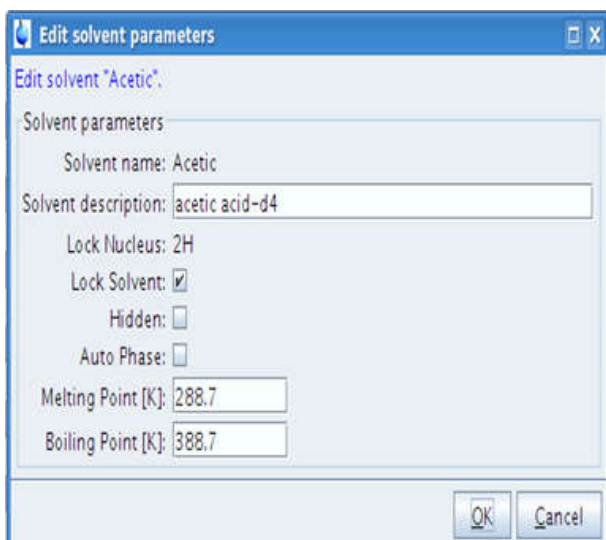 Edit solvent parameters
Edit solvent "Acetic".
Solvent parameters
Solvent name: Acetic
Solvent description: acetic acid-d4
Lock Nucleus: 2H
Lock Solvent:
Hidden:
Auto Phase:
Melting Point [K]: 288.7
Boiling Point [K]: 388.7
OK Cancel